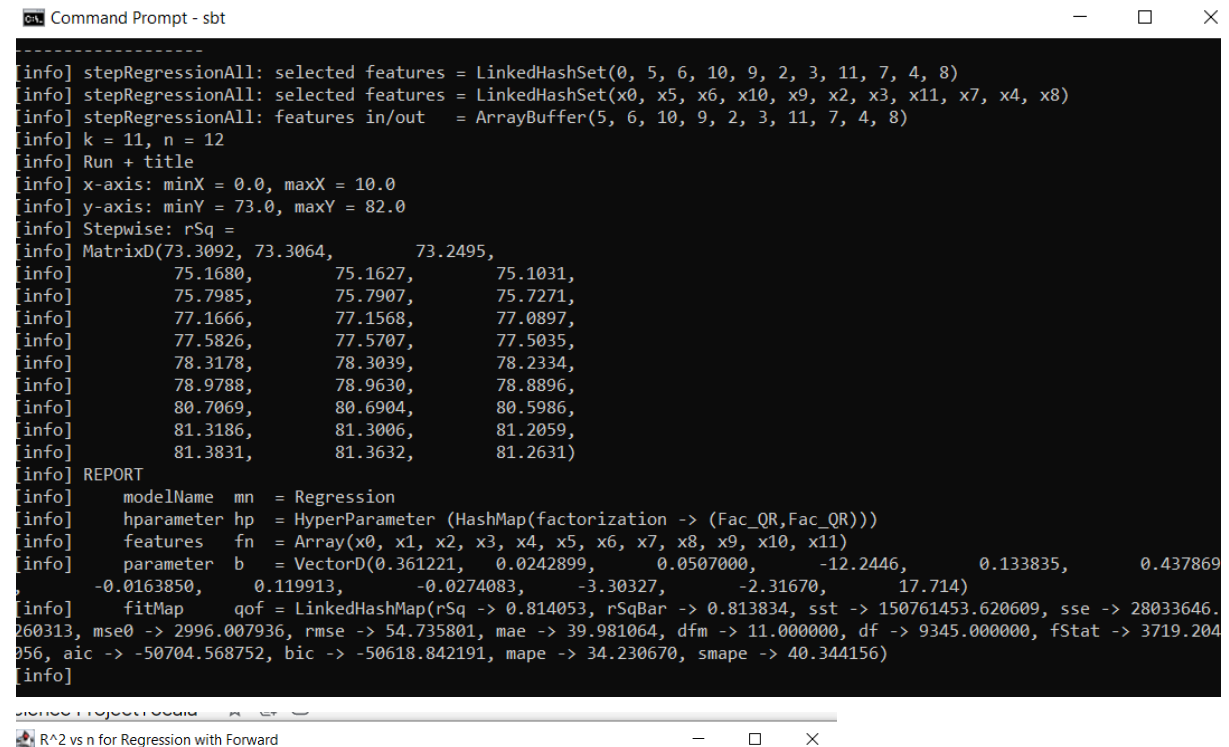 Command Prompt - sbt
-------------------
[info] stepRegressionAll: selected features = LinkedHashSet(0, 5, 6, 10, 9, 2, 3, 11, 7, 4, 8)
[info] stepRegressionAll: selected features = LinkedHashSet(x0, x5, x6, x10, x9, x2, x3, x11, x7, x4, x8)
[info] stepRegressionAll: features in/out   = ArrayBuffer(5, 6, 10, 9, 2, 3, 11, 7, 4, 8)
[info] k = 11, n = 12
[info] Run + title
[info] x-axis: minX = 0.0, maxX = 10.0
[info] y-axis: minY = 73.0, maxY = 82.0
[info] Stepwise: rSq =
[info] MatrixD(73.3092, 73.3064,        73.2495,
[info]          75.1680,        75.1627,        75.1031,
[info]          75.7985,        75.7907,        75.7271,
[info]          77.1666,        77.1568,        77.0897,
[info]          77.5826,        77.5707,        77.5035,
[info]          78.3178,        78.3039,        78.2334,
[info]          78.9788,        78.9630,        78.8896,
[info]          80.7069,        80.6904,        80.5986,
[info]          81.3186,        81.3006,        81.2059,
[info]          81.3831,        81.3632,        81.2631)
[info] REPORT
[info]     modelName  mn  = Regression
[info]     hparameter hp  = HyperParameter (HashMap(factorization -> (Fac_QR,Fac_QR)))
[info]     features   fn  = Array(x0, x1, x2, x3, x4, x5, x6, x7, x8, x9, x10, x11)
[info]     parameter  b   = VectorD(0.361221,  0.0242899,      0.0507000,      -12.2446,       0.133835,       0.437869
,       -0.0163850,     0.119913,       -0.0274083,     -3.30327,       -2.31670,       17.714)
[info]     fitMap     qof = LinkedHashMap(rSq -> 0.814053, rSqBar -> 0.813834, sst -> 150761453.620609, sse -> 28033646.
260313, mse0 -> 2996.007936, rmse -> 54.735801, mae -> 39.981064, dfm -> 11.000000, df -> 9345.000000, fStat -> 3719.204
056, aic -> -50704.568752, bic -> -50618.842191, mape -> 34.230670, smape -> 40.344156)
[info]
R^2 vs n for Regression with Forward